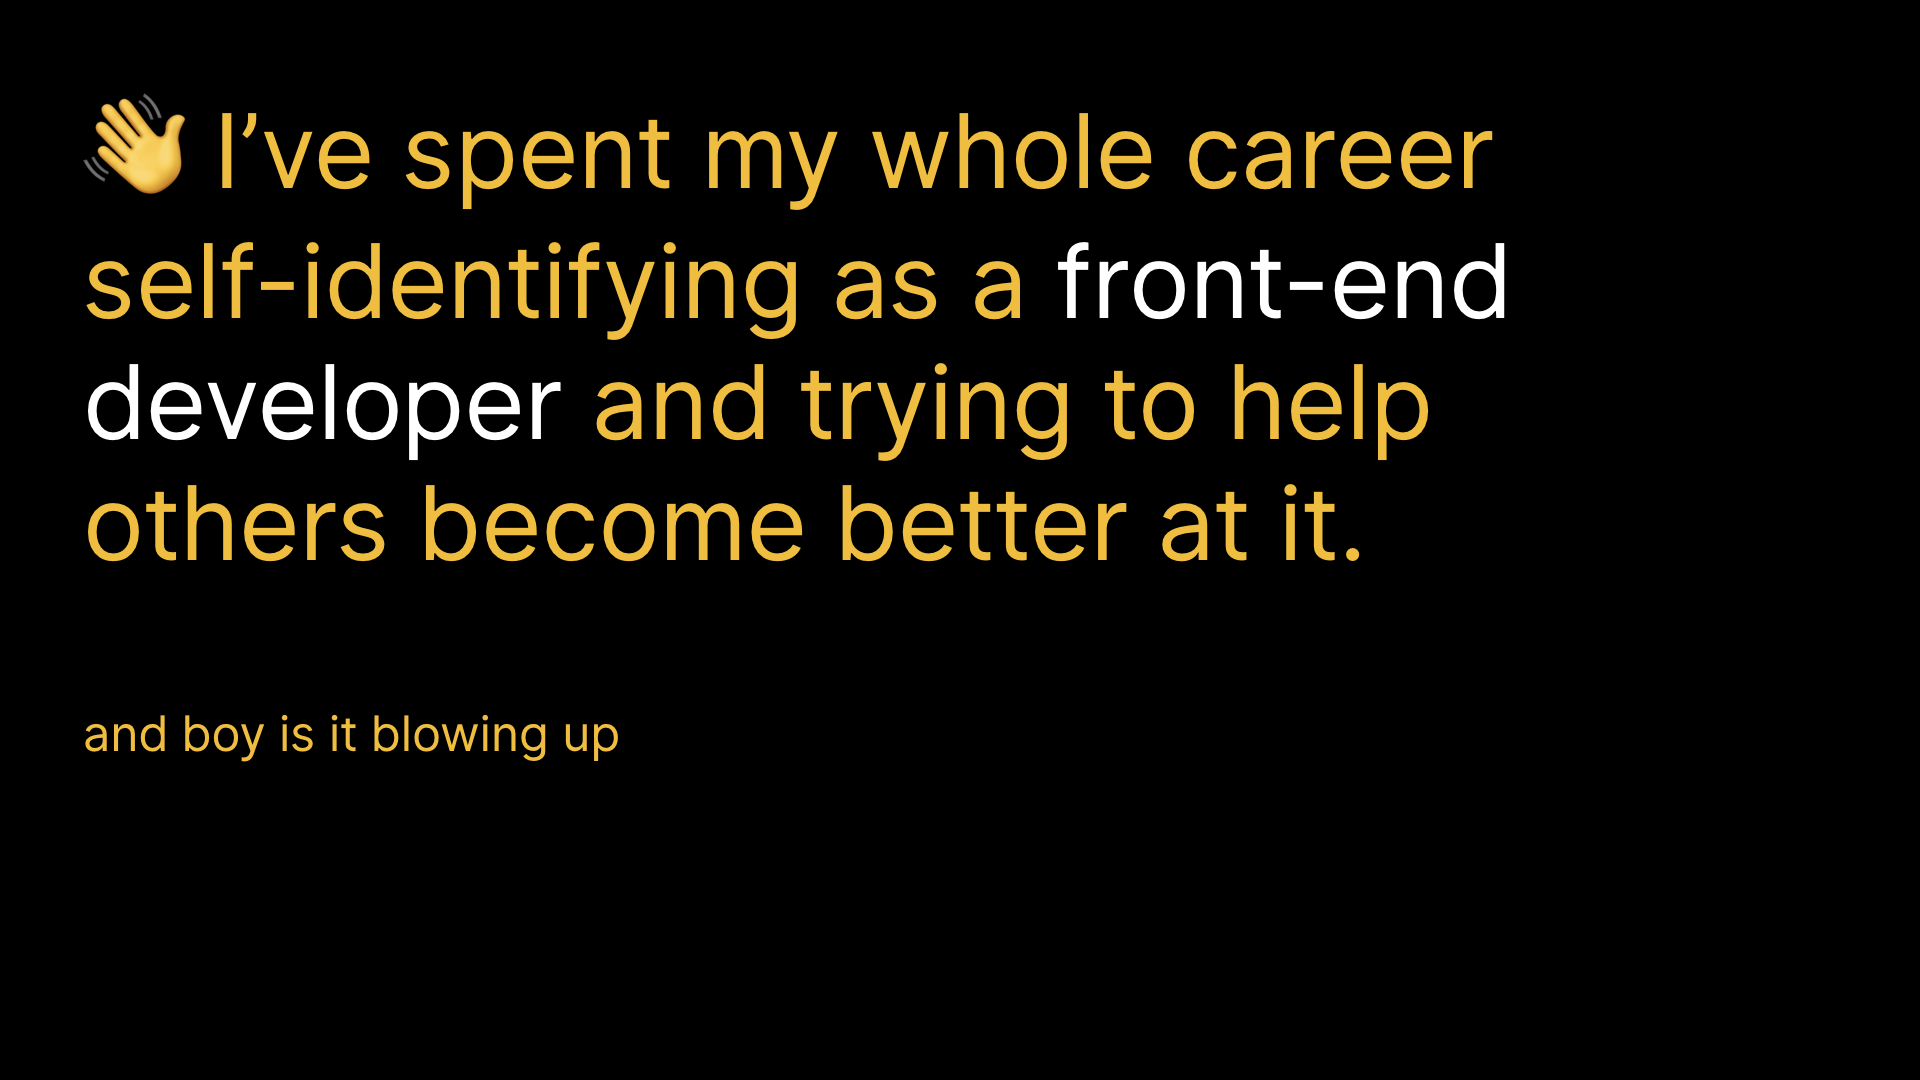 👋 I’ve spent my whole career
self-identifying as a front-end
developer and trying to help
others become better at it.
and boy is it blowing up